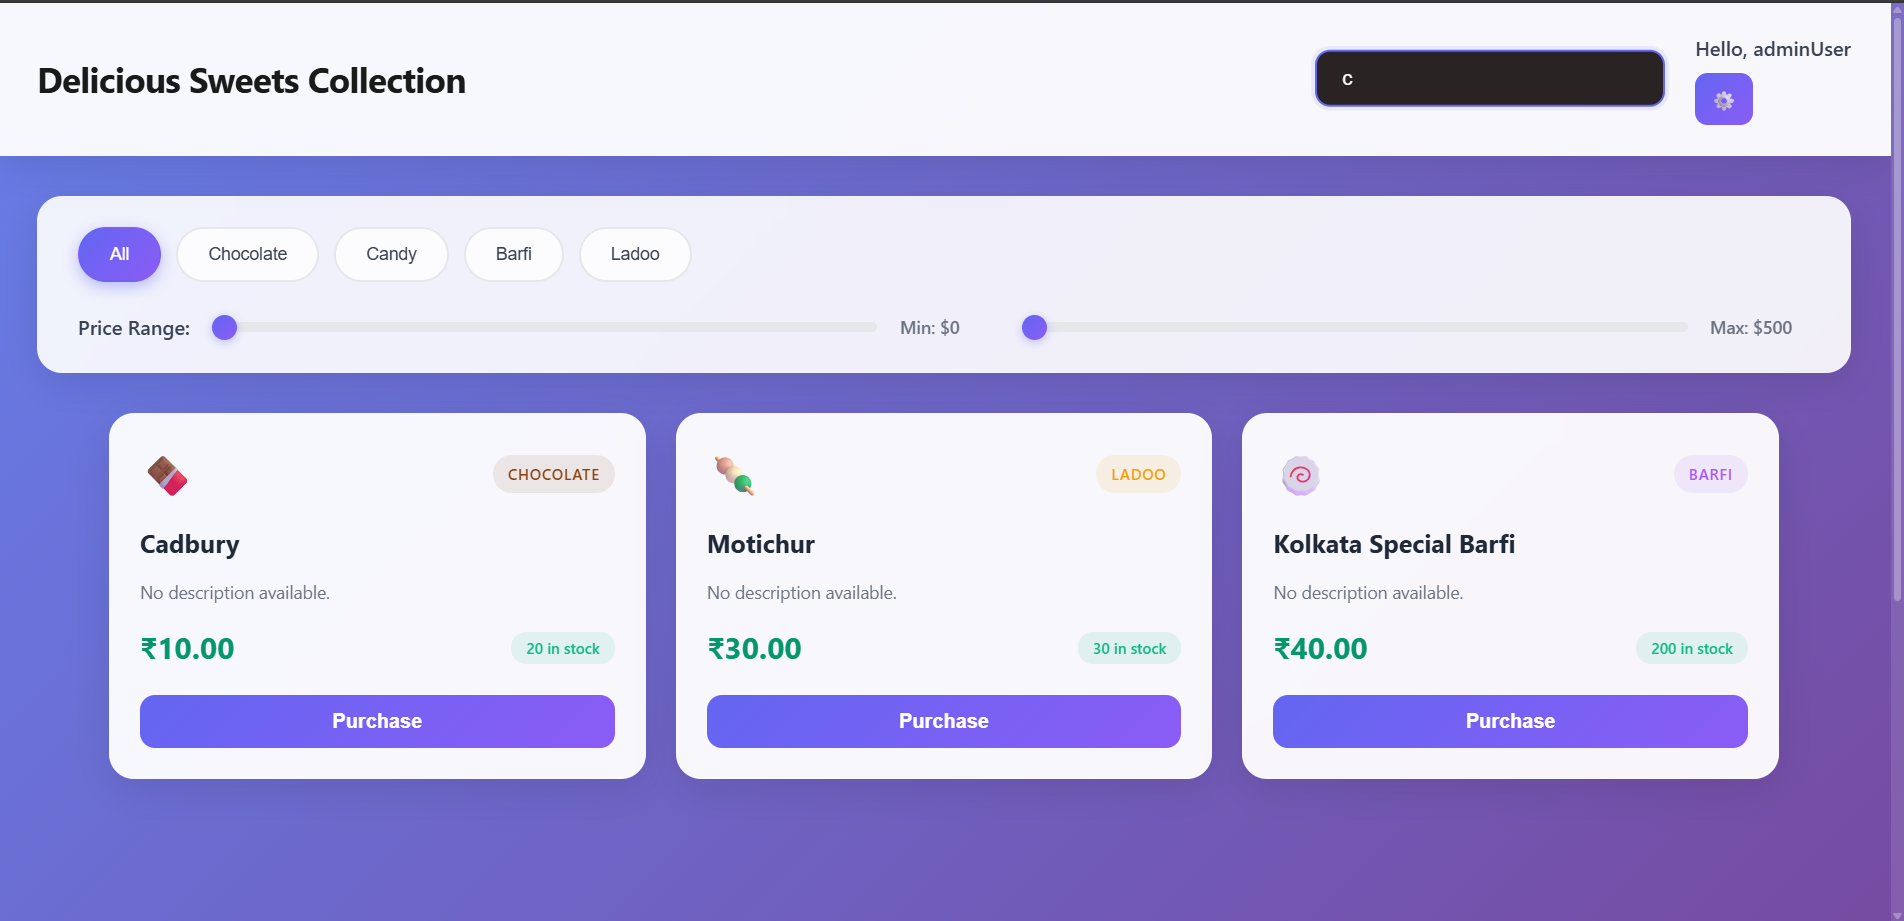 Delicious Sweets Collection
c
Hello, adminUser
All
Chocolate
Candy
Barfi
Ladoo
Price Range:
Min: $0
Max: $500
CHOCOLATE
Cadbury
No description available.
₹10.00
20 in stock
Purchase
LADOO
Motichur
No description available.
₹30.00
30 in stock
Purchase
BARFI
Kolkata Special Barfi
No description available.
₹40.00
200 in stock
Purchase